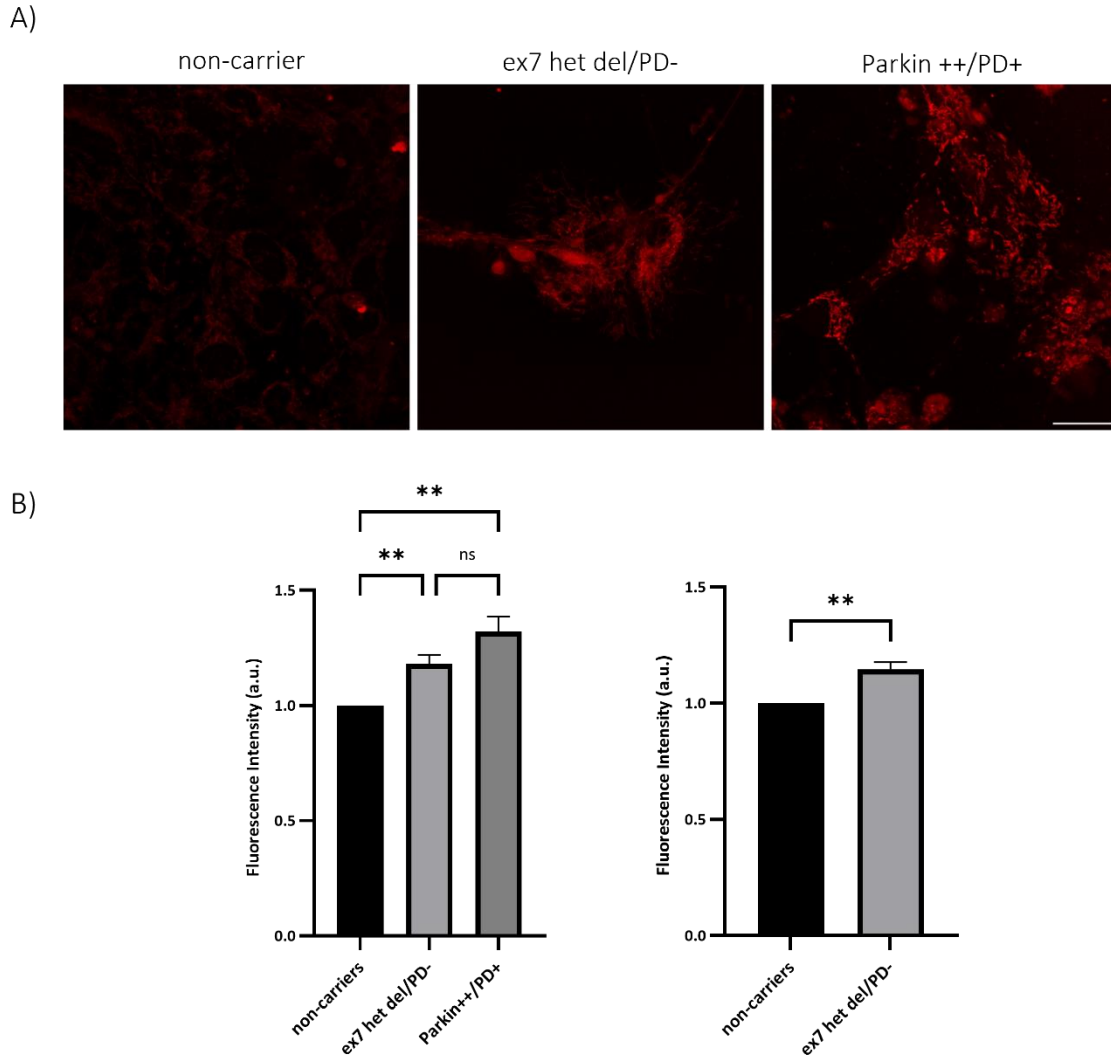 A)
non-carrier ex7 het del/PD- Parkin ++/PD+
B)
**
** ns
1.5
1.0
0.5
0.0
Fluorescence Intensity (a.u.)
non-carriers
ex7 het del/PD-
Parkin++/PD+
**
1.5
1.0
0.5
0.0
Fluorescence Intensity (a.u.)
non-carriers
ex7 het del/PD-